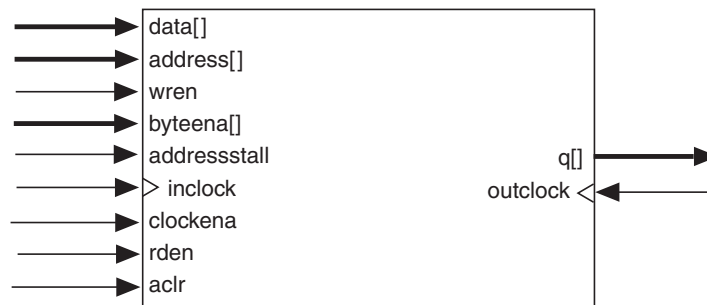 data[]
address[]
wren
byteena[]
addressstall
inclock
clockena
rden
aclr
q[]
outclock